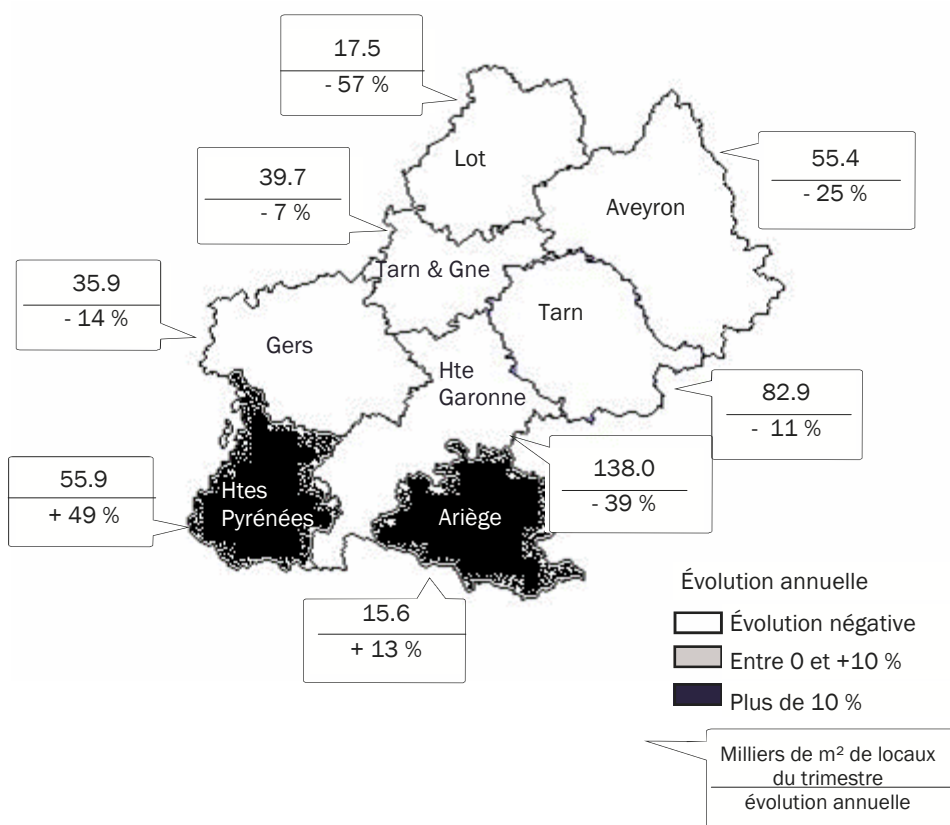 17.5
- 57 %
Lot
55.4
- 25 %
39.7
- 7 %
Aveyron
Tarn & Gne
35.9
- 14 %
Tarn
Gers
Hte
Garonne
82.9
- 11 %
138.0
- 39 %
55.9
+ 49 %
Htes
Pyrénées
Ariège
15.6
+ 13 %
Évolution annuelle
Évolution négative
Entre 0 et +10 %
Plus de 10 %
Milliers de m² de locaux
du trimestre
évolution annuelle